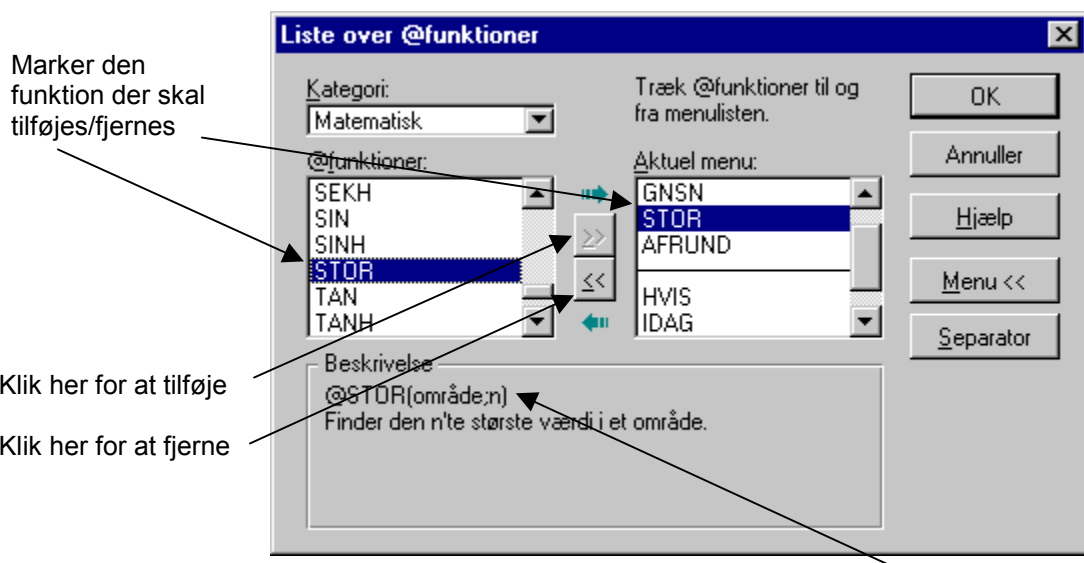 Liste over @funktioner
Marker den
funktion der skal
tilføjes/fjernes
Kategori:
Matematisk
Træk @funktioner til og
fra menulisten.
@funktioner:
SEKH
SIN
SINH
STOR
TAN
TANH
>>
<<
Aktuel menu:
GNSN
STOR
AFRUND
HVIS
IDAG
OK
Annuller
Hjælp
Menu <<
Separator
Klik her for at tilføje
Klik her for at fjerne
Beskrivelse
@STOR(område;n)
Finder den n'te største værdi i et område.